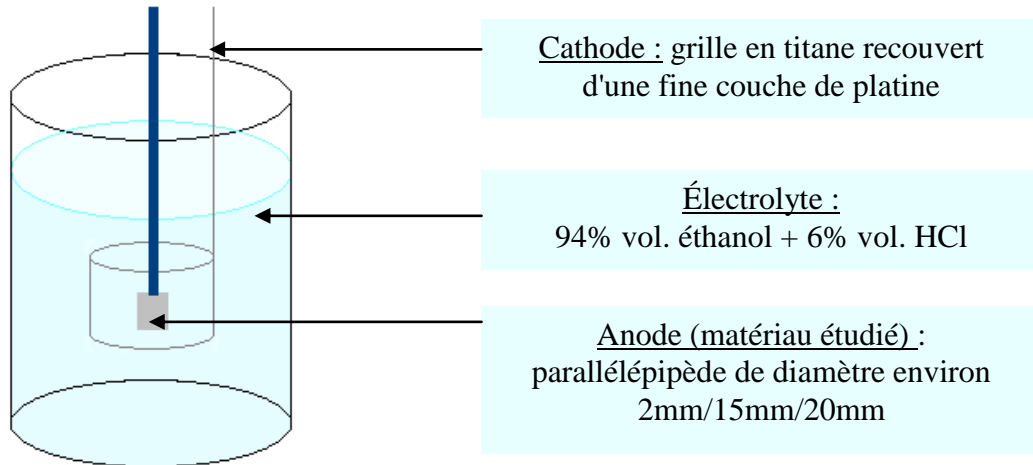 Cathode : grille en titane recouvert
d'une fine couche de platine
Électrolyte :
94% vol. éthanol + 6% vol. HCl
Anode (matériau étudié) :
parallélépipède de diamètre environ
2mm/15mm/20mm